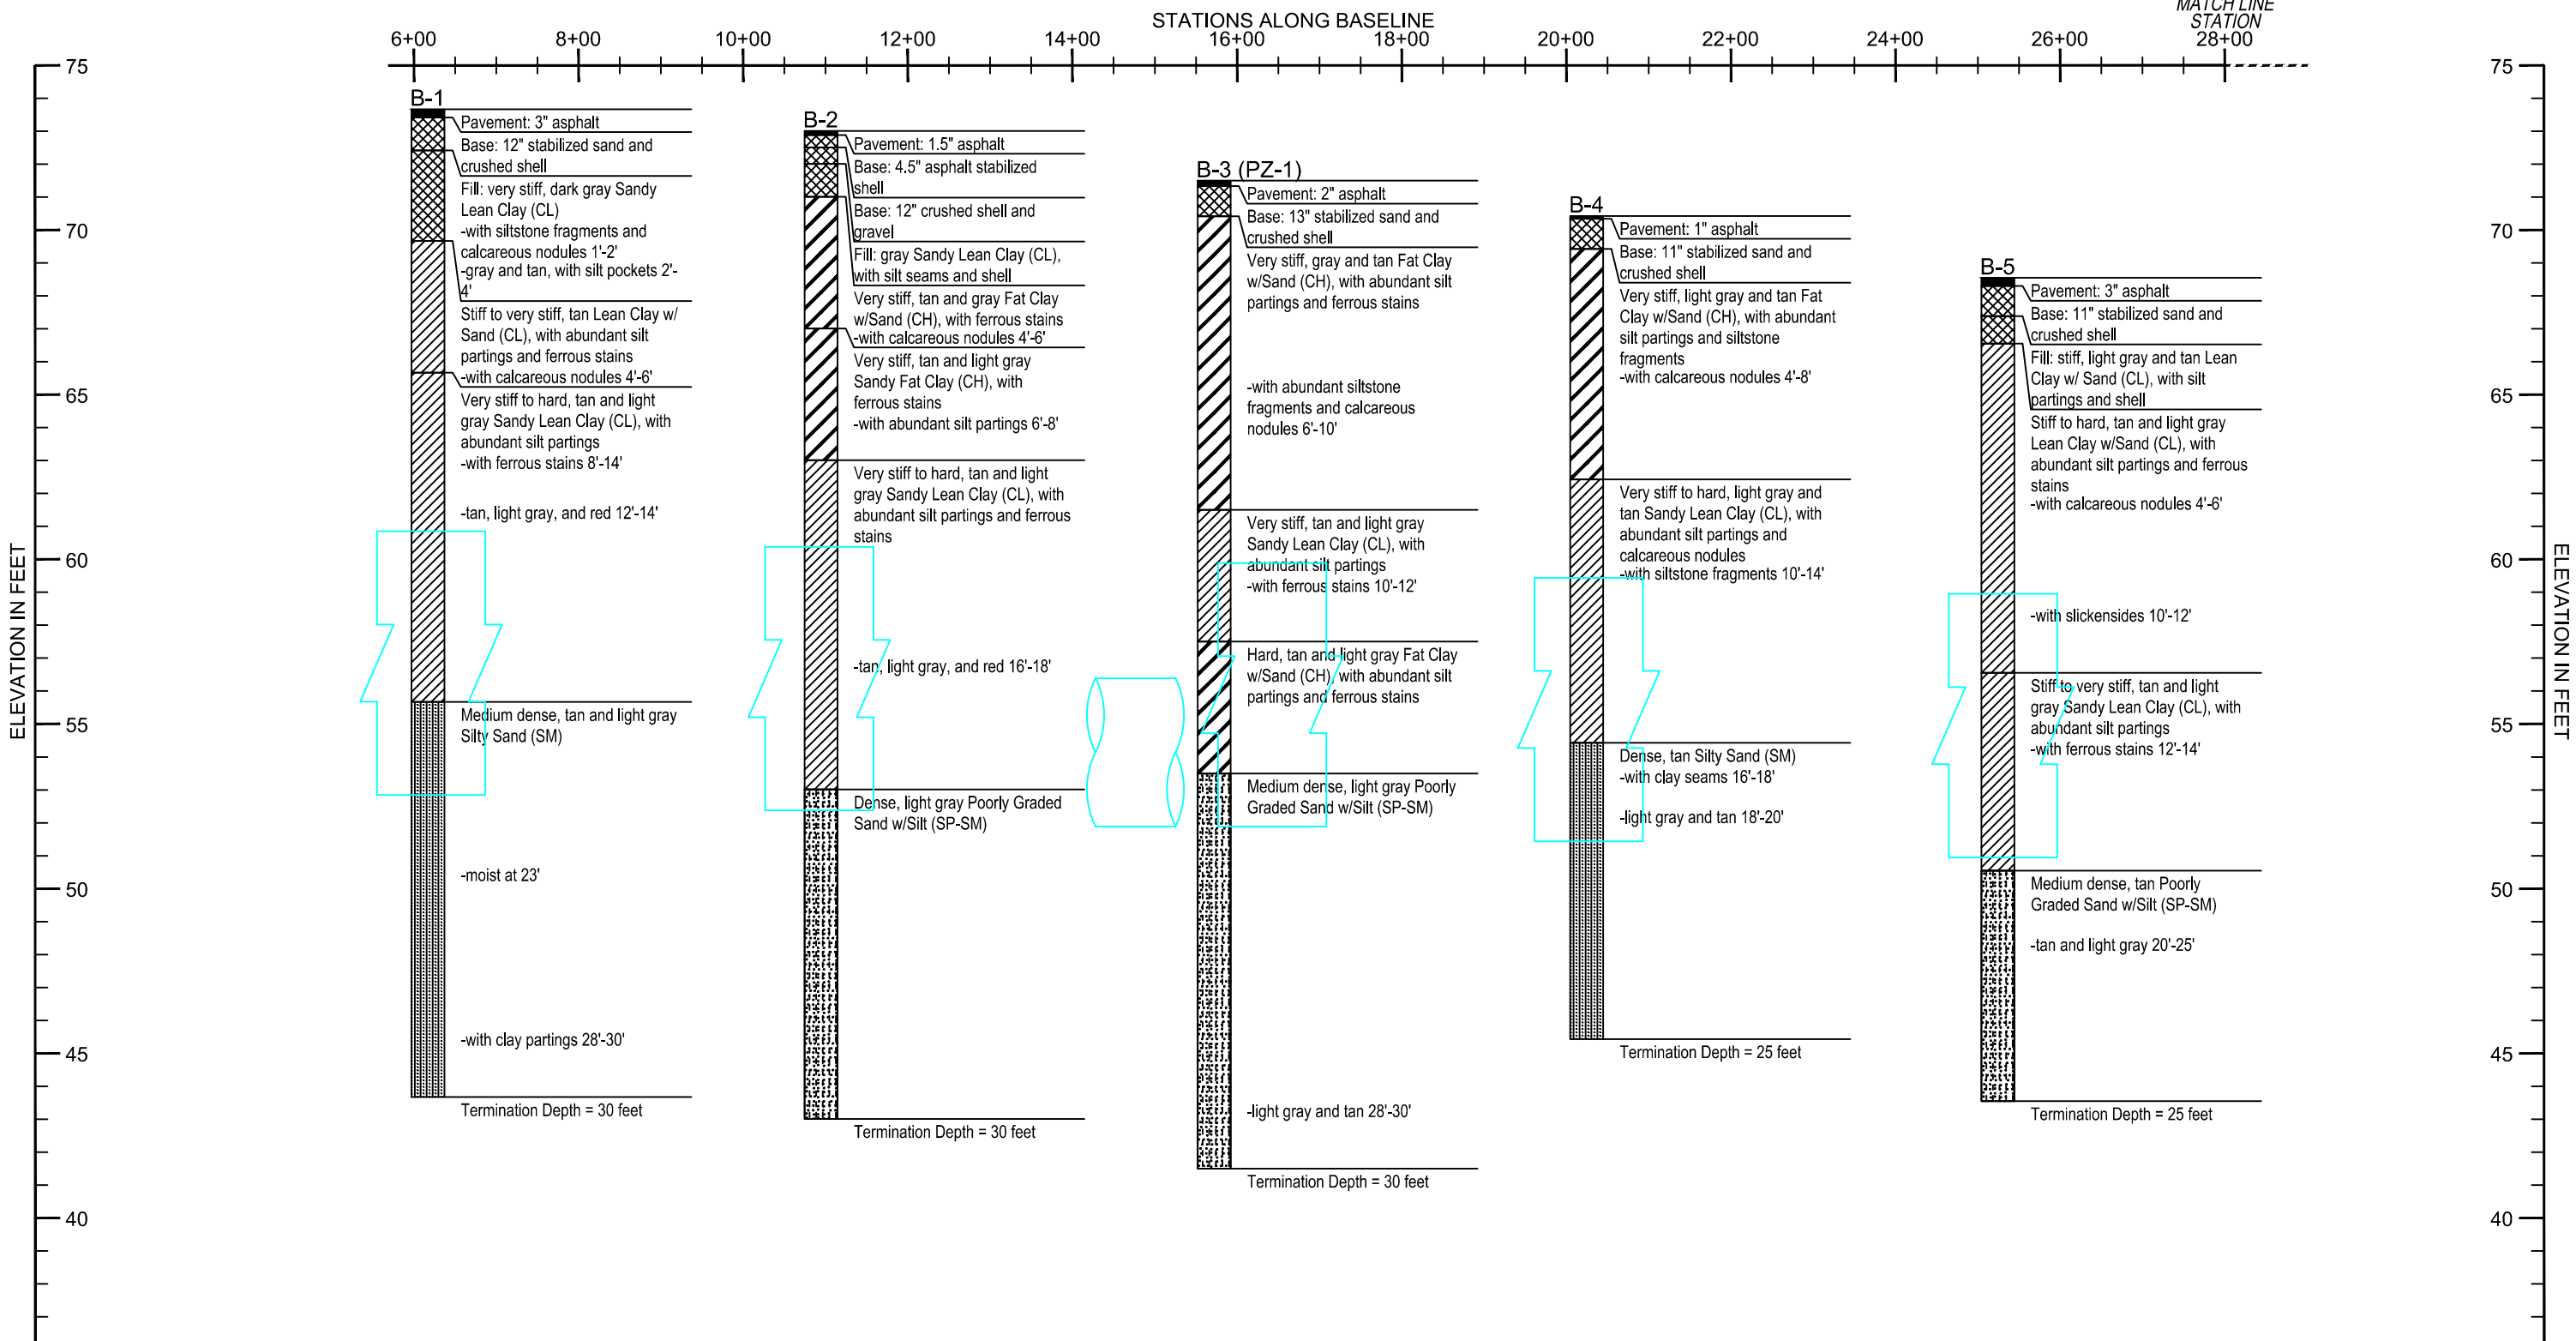 STATIONS ALONG BASELINE
MATCH LINE
STATION
6+00 8+00 10+00 12+00 14+00 16+00 18+00 20+00 22+00 24+00 26+00 28+00
75
70
65
60
55
50
45
40
ELEVATION IN FEET
B-1
Pavement: 3" asphalt
Base: 12" stabilized sand and
crushed shell
Fill: very stiff, dark gray Sandy
Lean Clay (CL)
-with siltstone fragments and
calcareous nodules 1'-2'
-gray and tan, with silt pockets 2'-
4'
Stiff to very stiff, tan Lean Clay w/
Sand (CL), with abundant silt
partings and ferrous stains
-with calcareous nodules 4'-6'
Very stiff to hard, tan and light
gray Sandy Lean Clay (CL), with
abundant silt partings
-with ferrous stains 8'-14'
-tan, light gray, and red 12'-14'
Medium dense, tan and light gray
Silty Sand (SM)
-moist at 23'
-with clay partings 28'-30'
Termination Depth = 30 feet
B-2
Pavement: 1.5" asphalt
Base: 4.5" asphalt stabilized
shell
Base: 12" crushed shell and
gravel
Fill: gray Sandy Lean Clay (CL),
with silt seams and shell
Very stiff, tan and gray Fat Clay
w/Sand (CH), with ferrous stains
-with calcareous nodules 4'-6'
Very stiff, tan and light gray
Sandy Fat Clay (CH), with
ferrous stains
-with abundant silt partings 6'-8'
Very stiff to hard, tan and light
gray Sandy Lean Clay (CL), with
abundant silt partings and ferrous
stains
-tan, light gray, and red 16'-18'
Dense, light gray Poorly Graded
Sand w/Silt (SP-SM)
Termination Depth = 30 feet
B-3 (PZ-1)
Pavement: 2" asphalt
Base: 13" stabilized sand and
crushed shell
Very stiff, gray and tan Fat Clay
w/Sand (CH), with abundant silt
partings and ferrous stains
-with abundant siltstone
fragments and calcareous
nodules 6'-10'
Very stiff, tan and light gray
Sandy Lean Clay (CL), with
abundant silt partings
-with ferrous stains 10'-12'
Hard, tan and light gray Fat Clay
w/Sand (CH), with abundant silt
partings and ferrous stains
Medium dense, light gray Poorly
Graded Sand w/Silt (SP-SM)
-light gray and tan 28'-30'
Termination Depth = 30 feet
B-4
Pavement: 1" asphalt
Base: 11" stabilized sand and
crushed shell
Very stiff, light gray and tan Fat
Clay w/Sand (CH), with abundant
silt partings and siltstone
fragments
-with calcareous nodules 4'-8'
Very stiff to hard, light gray and
tan Sandy Lean Clay (CL), with
abundant silt partings and
calcareous nodules
-with siltstone fragments 10'-14'
Dense, tan Silty Sand (SM)
-with clay seams 16'-18'
-light gray and tan 18'-20'
Termination Depth = 25 feet
B-5
Pavement: 3" asphalt
Base: 11" stabilized sand and
crushed shell
Fill: stiff, light gray and tan Lean
Clay w/ Sand (CL), with silt
partings and shell
Stiff to hard, tan and light gray
Lean Clay w/Sand (CL), with
abundant silt partings and ferrous
stains
-with calcareous nodules 4'-6'
-with slickensides 10'-12'
Stiff to very stiff, tan and light
gray Sandy Lean Clay (CL), with
abundant silt partings
-with ferrous stains 12'-14'
Medium dense, tan Poorly
Graded Sand w/Silt (SP-SM)
-tan and light gray 20'-25'
Termination Depth = 25 feet
75
70
65
60
55
50
45
40
ELEVATION IN FEET